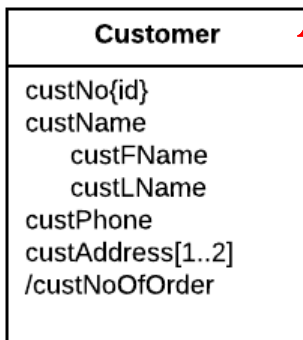 Customer
custNo{id}
custName
custFName
custLName
custPhone
custAddress[1..2]
/custNoOfOrder